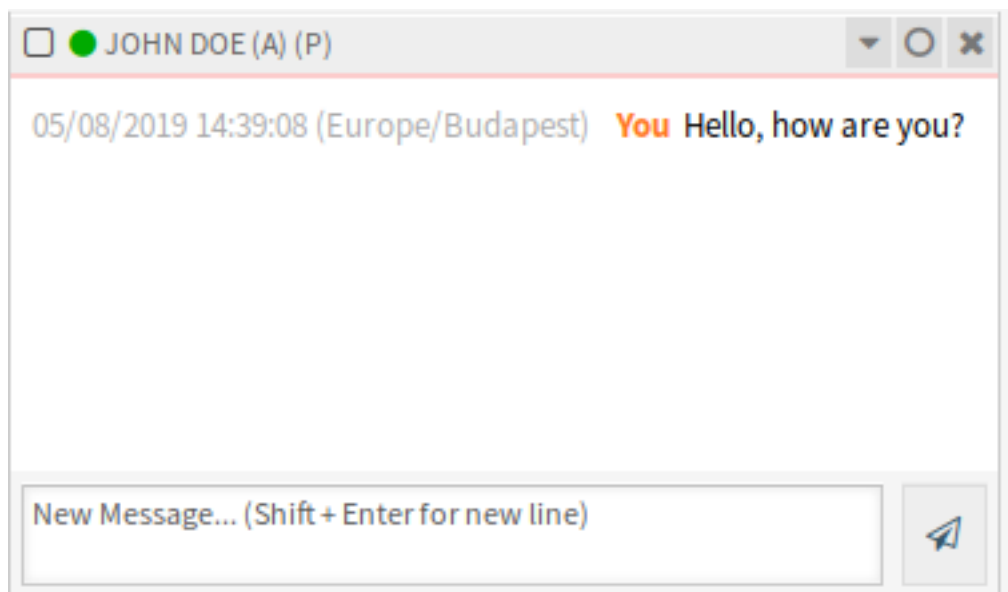 JOHN DOE (A) (P)
05/08/2019 14:39:08 (Europe/Budapest) You Hello, how are you?
New Message... (Shift + Enter for new line)